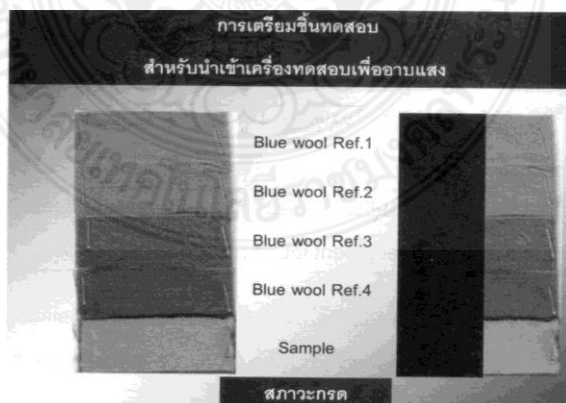 การเตรียมชิ้นทดสอบ
สำหรับนำเข้าเครื่องทดสอบเพื่ออาบแสง
Blue wool Ref.1
Blue wool Ref.2
Blue wool Ref.3
Blue wool Ref.4
Sample
สภาวะกรด